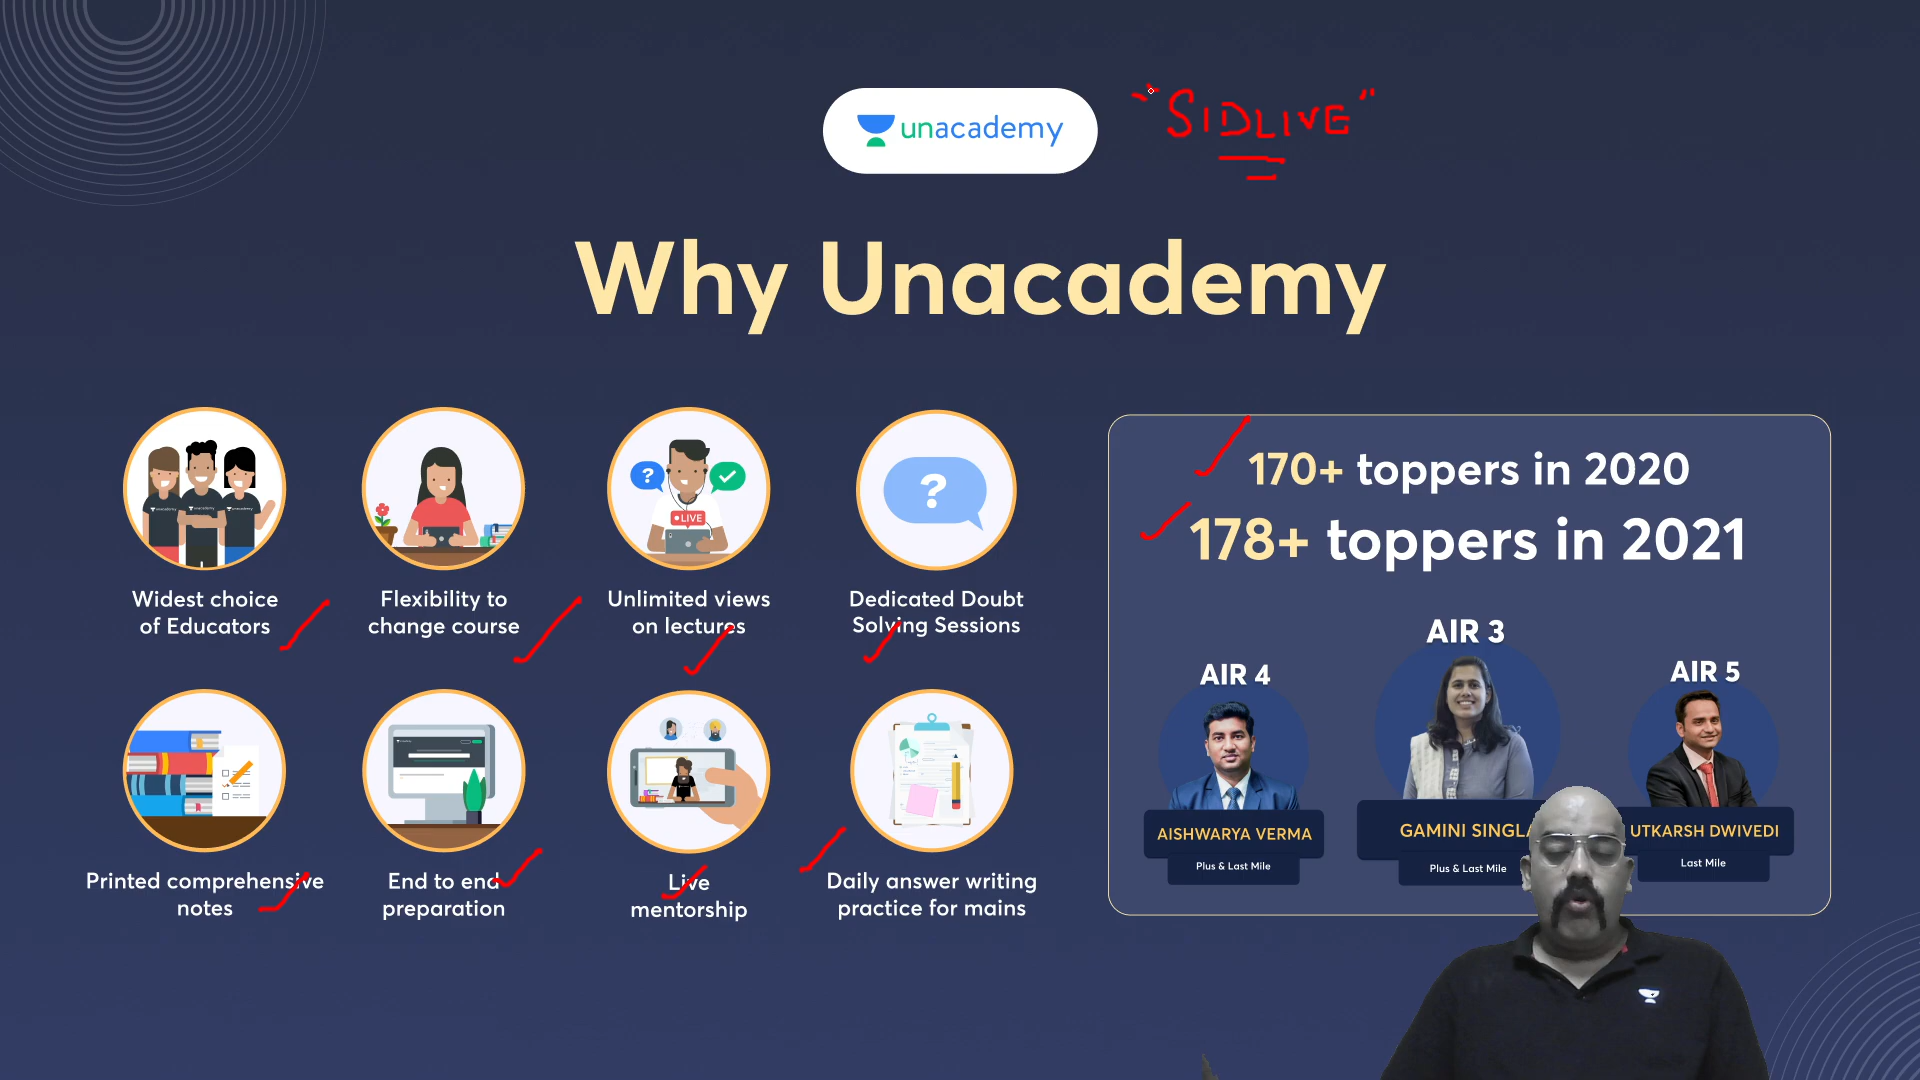 unacademy
"SIDLIVE"
Why Unacademy
Widest choice
of Educators
Flexibility to
change course
?
LIVE
Unlimited views
on lectures
?
Dedicated Doubt
Solving Sessions
Printed comprehensive
notes
End to end
preparation
Live
mentorship
Daily answer writing
practice for mains
170+ toppers in 2020
178+ toppers in 2021
AIR 4
AISHWARYA VERMA
Plus & Last Mile
AIR 3
GAMINI SINGLA
Plus & Last Mile
AIR 5
UTKARSH DWIVEDI
Last Mile